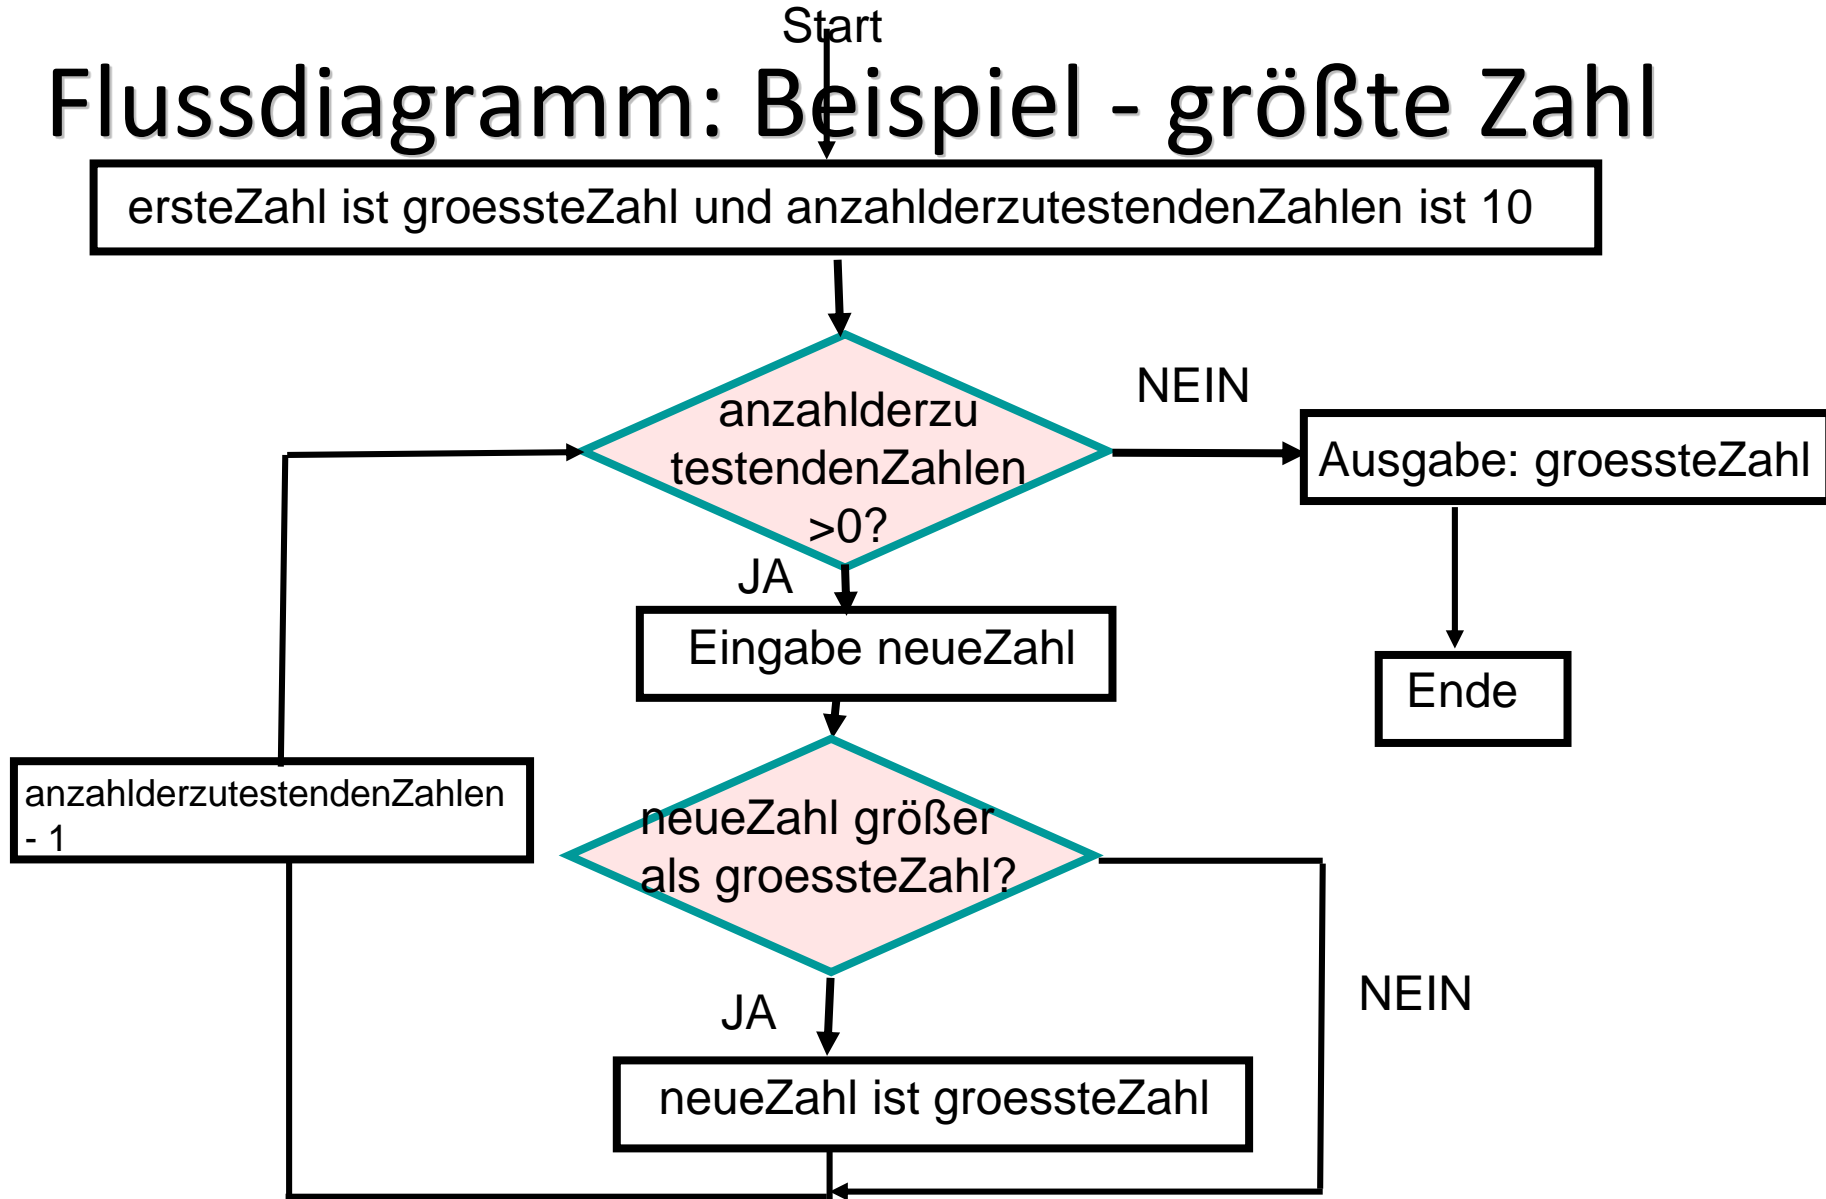 Start
Flussdiagramm: Beispiel - größte Zahl
ersteZahl ist groessteZahl und anzahlderzutestendenZahlen ist 10
anzahlderzu
testendenZahlen
>0?
NEIN
Ausgabe: groessteZahl
JA
Eingabe neueZahl
Ende
anzahlderzutestendenZahlen
- 1
neueZahl größer
als groessteZahl?
NEIN
JA
neueZahl ist groessteZahl